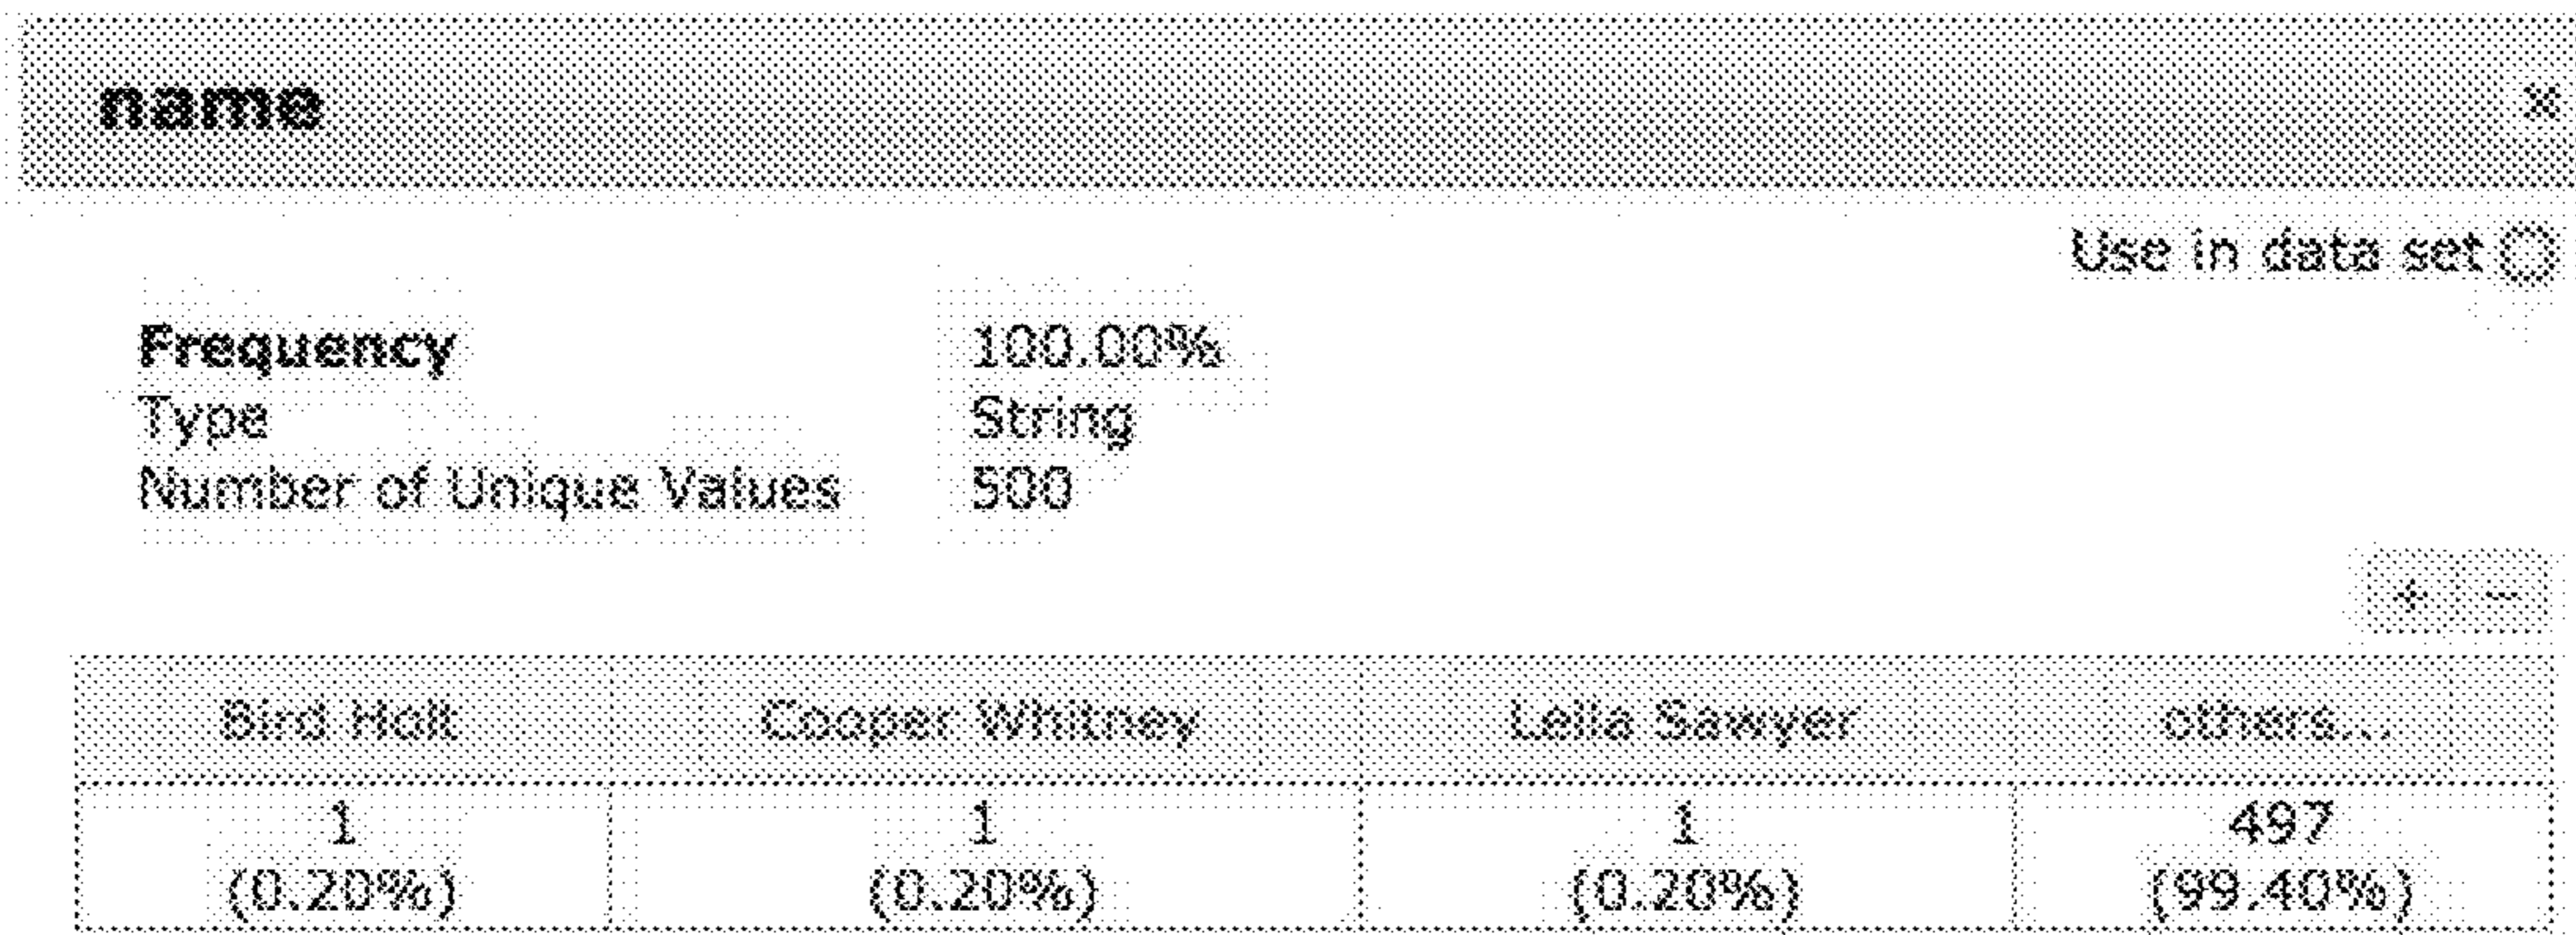 name ×
Use in data set
Frequency 100.00%
Type String
Number of Unique Values 500
+ −
Bird Holt Cooper Whitney Leila Sawyer others...
1 1 1 497
(0.20%) (0.20%) (0.20%) (99.40%)